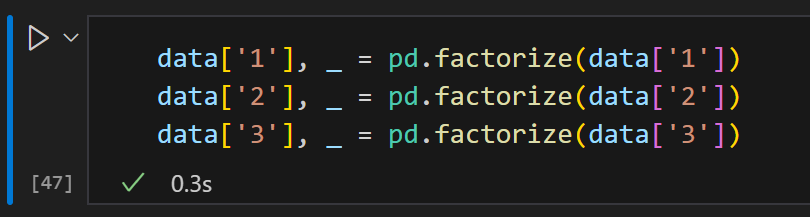 data['1'], _ = pd.factorize(data['1'])
data['2'], _ = pd.factorize(data['2'])
data['3'], _ = pd.factorize(data['3'])
[47] 0.3s